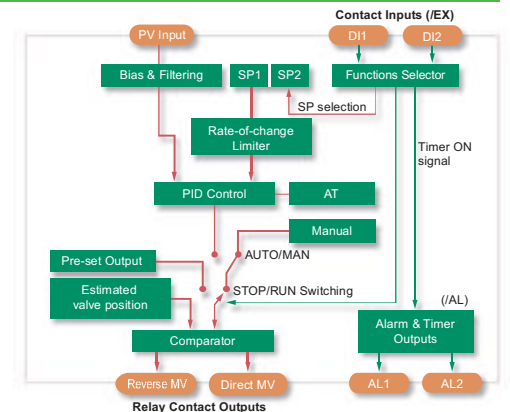 Contact Inputs (/EX)
PV Input
DI1
DI2
Bias & Filtering
SP1
SP2
Functions Selector
SP selection
Rate-of-change
Limiter
Timer ON
signal
PID Control
AT
Manual
AUTO/MAN
Pre-set Output
STOP/RUN Switching
Estimated
valve position
(/AL)
Alarm & Timer
Outputs
Comparator
Reverse MV
Direct MV
AL1
AL2
Relay Contact Outputs